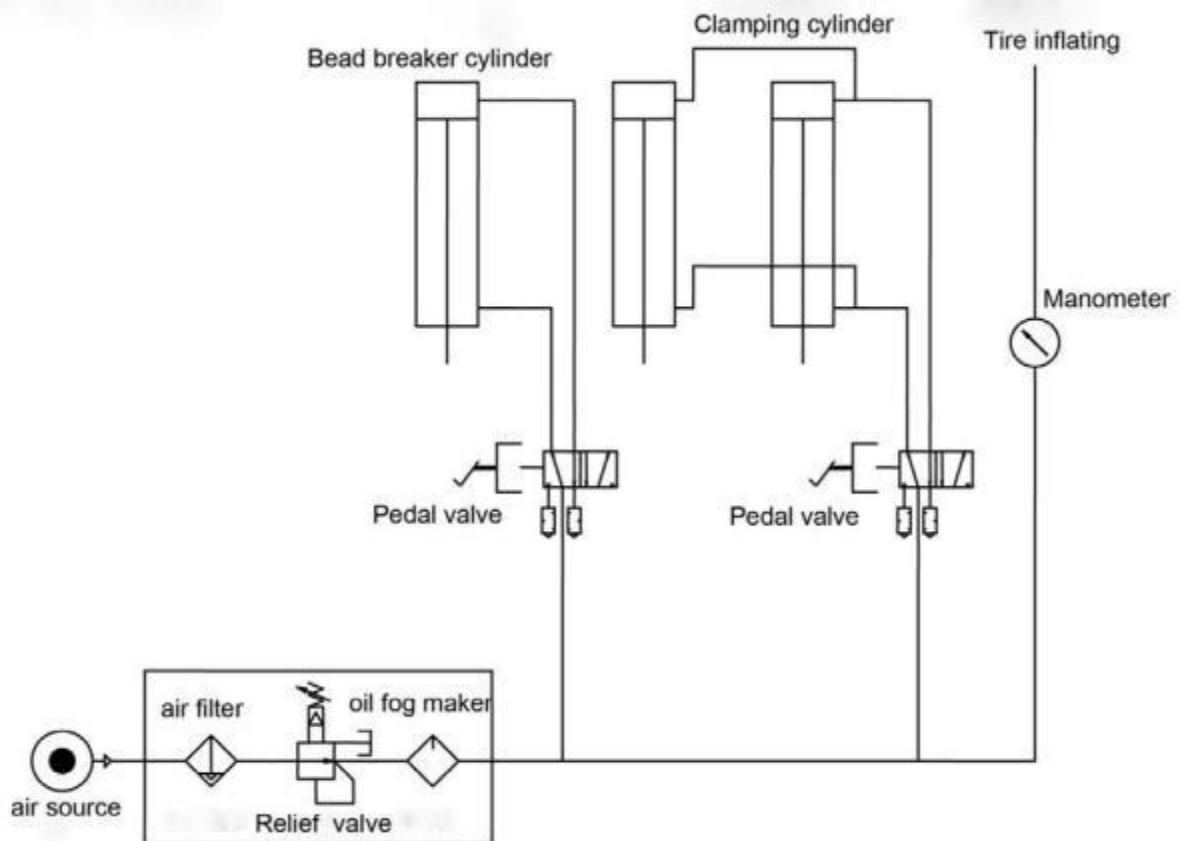 Clamping cylinder
Tire inflating
Bead breaker cylinder
Manometer
Pedal valve
Pedal valve
air filter
oil fog maker
air source
Relief valve